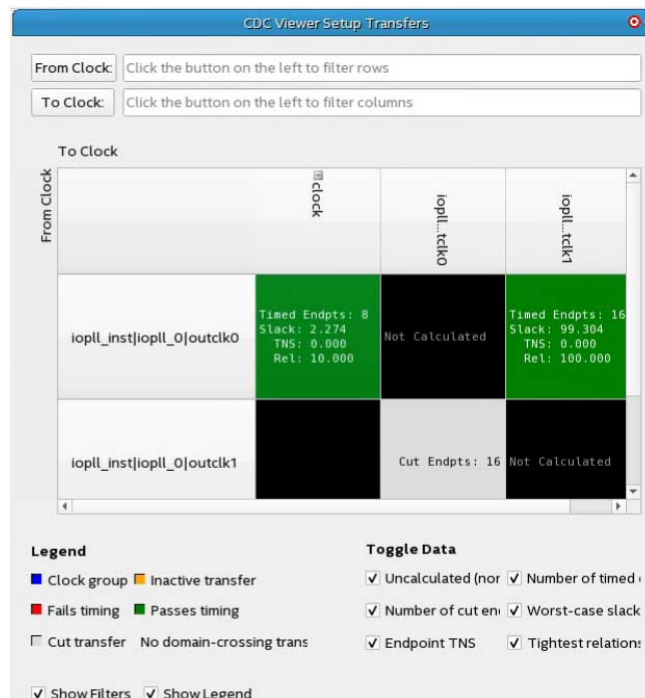 CDC Viewer Setup Transfers
From Clock: Click the button on the left to filter rows
To Clock: Click the button on the left to filter columns
To Clock
From Clock
clock
iopll...tclk0
iopll...tclk1
iopll_inst|iopll_0|outclk0
Timed Endpts: 8
Slack: 2.274
TNS: 0.000
Rel: 10.000
Not Calculated
Timed Endpts: 16
Slack: 99.304
TNS: 0.000
Rel: 100.000
iopll_inst|iopll_0|outclk1
Cut Endpts: 16
Not Calculated
Legend
Clock group Inactive transfer
Fails timing Passes timing
Cut transfer No domain-crossing trans
Toggle Data
Uncalculated (nor Number of timed
Number of cut en Worst-case slack
Endpoint TNS Tightest relations
Show Filters Show Legend